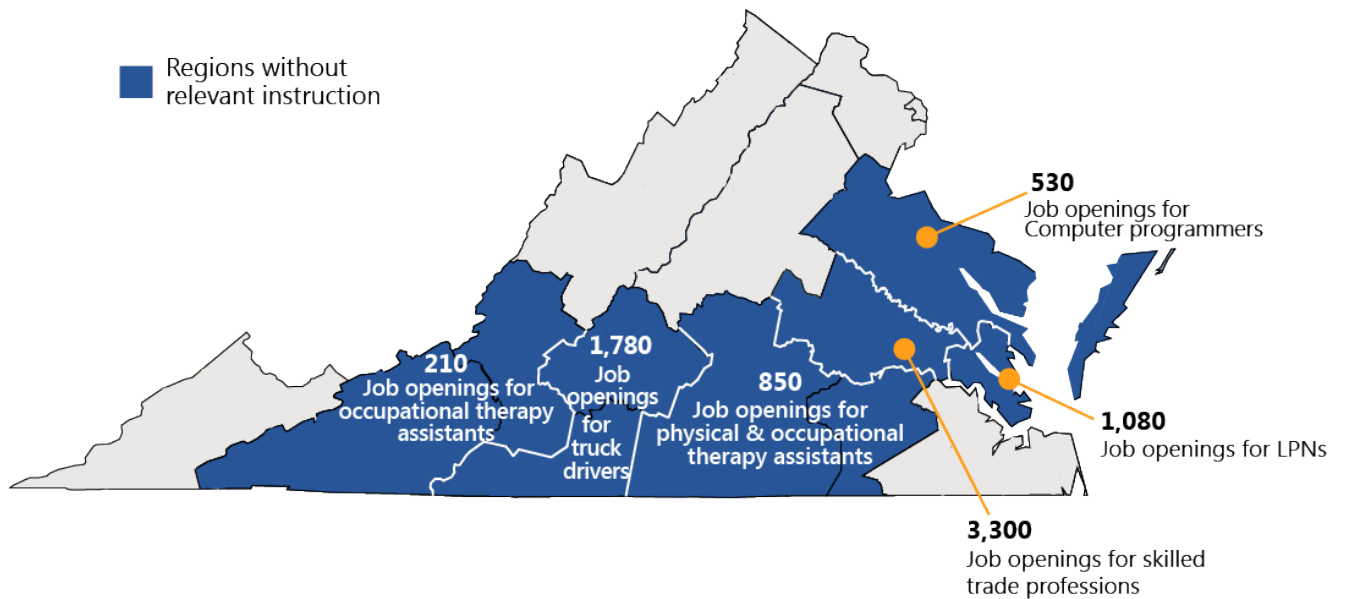 Regions without
relevant instruction
530
Job openings for
Computer programmers
210
Job openings for
occupational therapy
assistants
1,780
Job
openings
for
truck
drivers
850
Job openings for
physical & occupational
therapy assistants
1,080
Job openings for LPNs
3,300
Job openings for skilled
trade professions